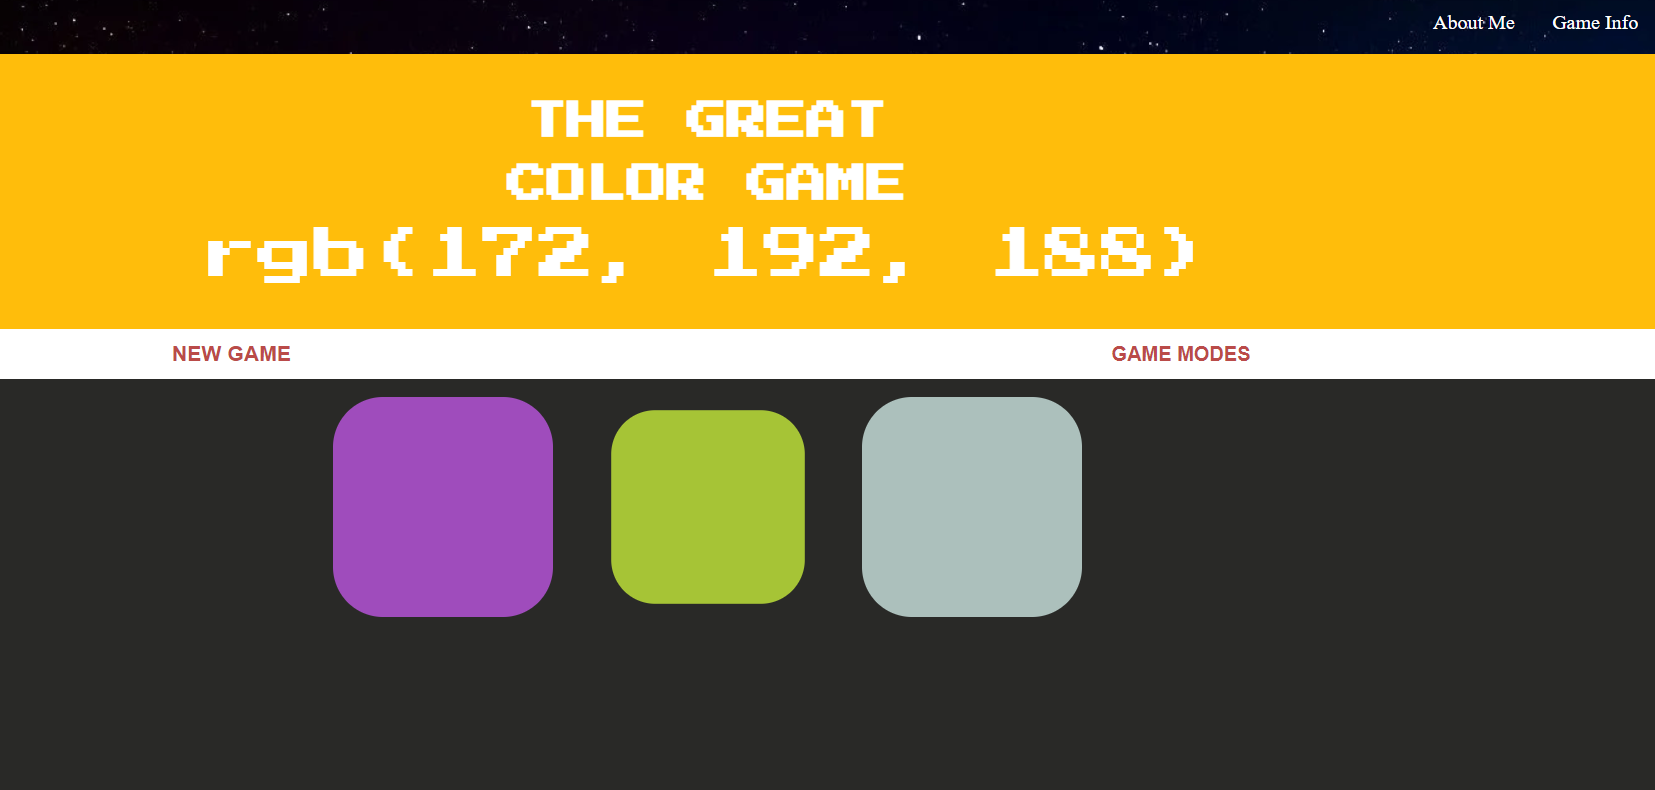 About Me Game Info
THE GREAT
COLOR GAME
rgb(172, 192, 188)
NEW GAME GAME MODES